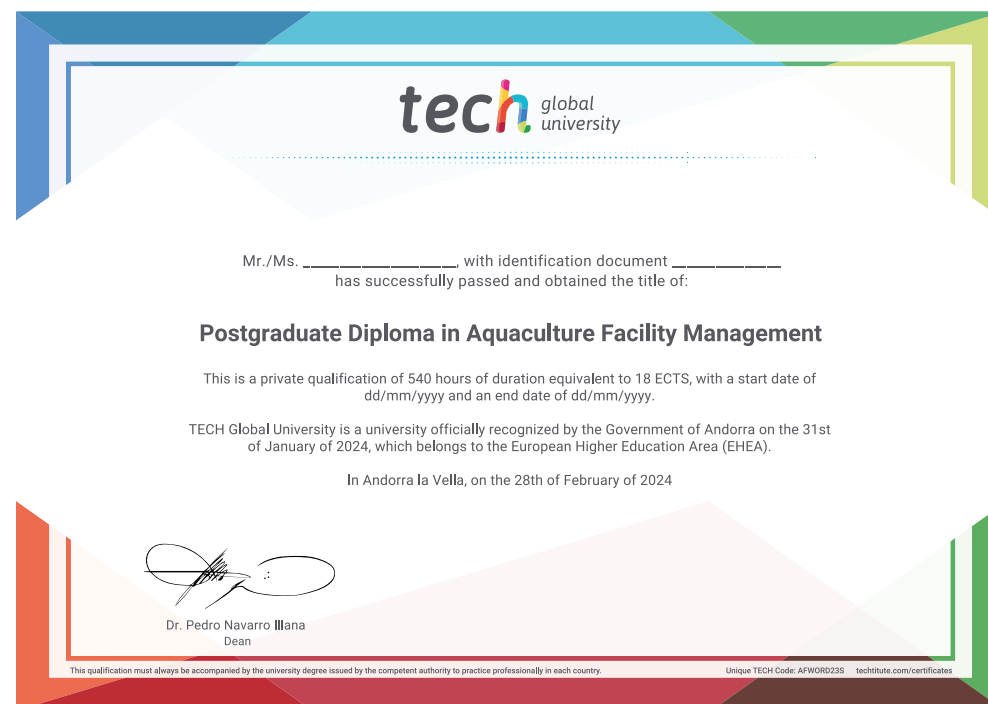 tech global university
Mr./Ms. ____________________, with identification document ______________
has successfully passed and obtained the title of:
Postgraduate Diploma in Aquaculture Facility Management
This is a private qualification of 540 hours of duration equivalent to 18 ECTS, with a start date of
dd/mm/yyyy and an end date of dd/mm/yyyy.
TECH Global University is a university officially recognized by the Government of Andorra on the 31st
of January of 2024, which belongs to the European Higher Education Area (EHEA).
In Andorra la Vella, on the 28th of February of 2024
Dr. Pedro Navarro Illana
Dean
This qualification must always be accompanied by the university degree issued by the competent authority to practice professionally in each country.
Unique TECH Code: AFWORD23S techtitute.com/certificates